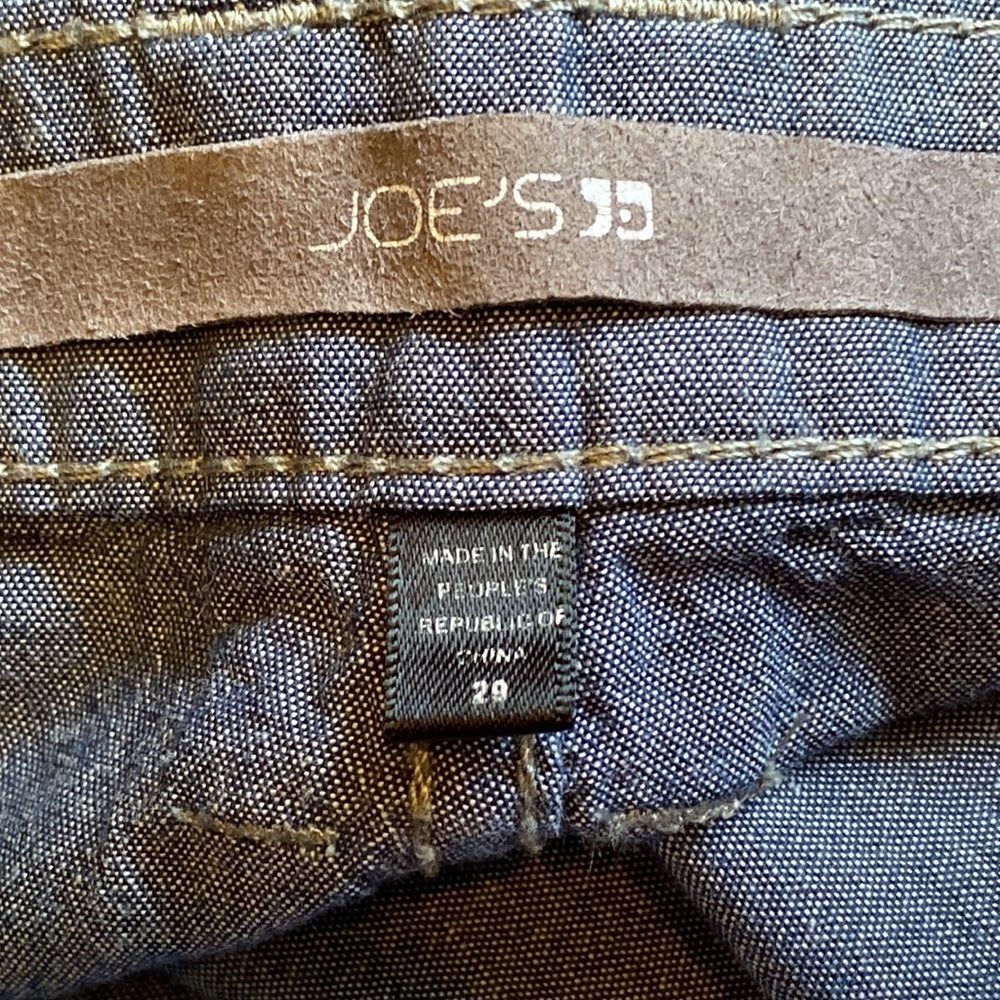 JOE'S
MADE IN THE
PEOPLE'S
REPUBLIC OF
CHINA
29